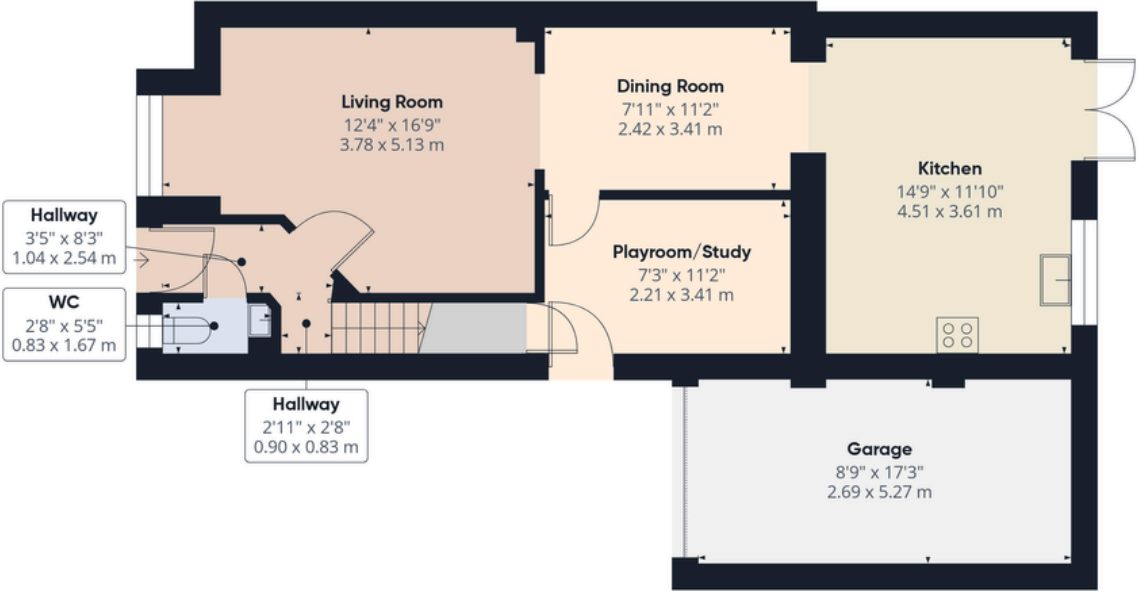 Living Room
12'4" x 16'9"
3.78 x 5.13 m
Dining Room
7'11" x 11'2"
2.42 x 3.41 m
Kitchen
14'9" x 11'10"
4.51 x 3.61 m
Hallway
3'5" x 8'3"
1.04 x 2.54 m
Playroom/Study
7'3" x 11'2"
2.21 x 3.41 m
WC
2'8" x 5'5"
0.83 x 1.67 m
Hallway
2'11" x 2'8"
0.90 x 0.83 m
Garage
8'9" x 17'3"
2.69 x 5.27 m